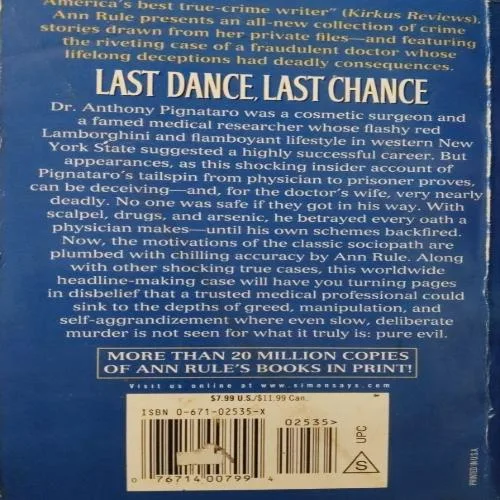 America's best true-crime writer" (Kirkus Reviews),
Ann Rule presents an all-new collection of crime
stories drawn from her private files—and featuring
the riveting case of a fraudulent doctor whose
lifelong deceptions had deadly consequences.
LAST DANCE, LAST CHANCE
Dr. Anthony Pignataro was a cosmetic surgeon and
a famed medical researcher whose flashy red
Lamborghini and flamboyant lifestyle in western New
York State suggested a highly successful career. But
appearances, as this shocking insider account of
Pignataro's tailspin from physician to prisoner proves,
can be deceiving—and, for the doctor's wife, very nearly
deadly. No one was safe if they got in his way. With
scalpel, drugs, and arsenic, he betrayed every oath a
physician makes—until his own schemes backfired.
Now, the motivations of the classic sociopath are
plumbed with chilling accuracy by Ann Rule. Along
with other shocking true cases, this worldwide
headline-making case will have you turning pages
in disbelief that a trusted medical professional could
sink to the depths of greed, manipulation, and
self-aggrandizement where even slow, deliberate
murder is not seen for what it truly is: pure evil.
MORE THAN 20 MILLION COPIES
OF ANN RULE'S BOOKS IN PRINT!
Visit us online at www.simonsays.com
$7.99 U.S./$11.99 Can.
ISBN 0-671-02535-X
02535>
0 76714 00799 4
S
UPC
PRINTED IN U.S.A.